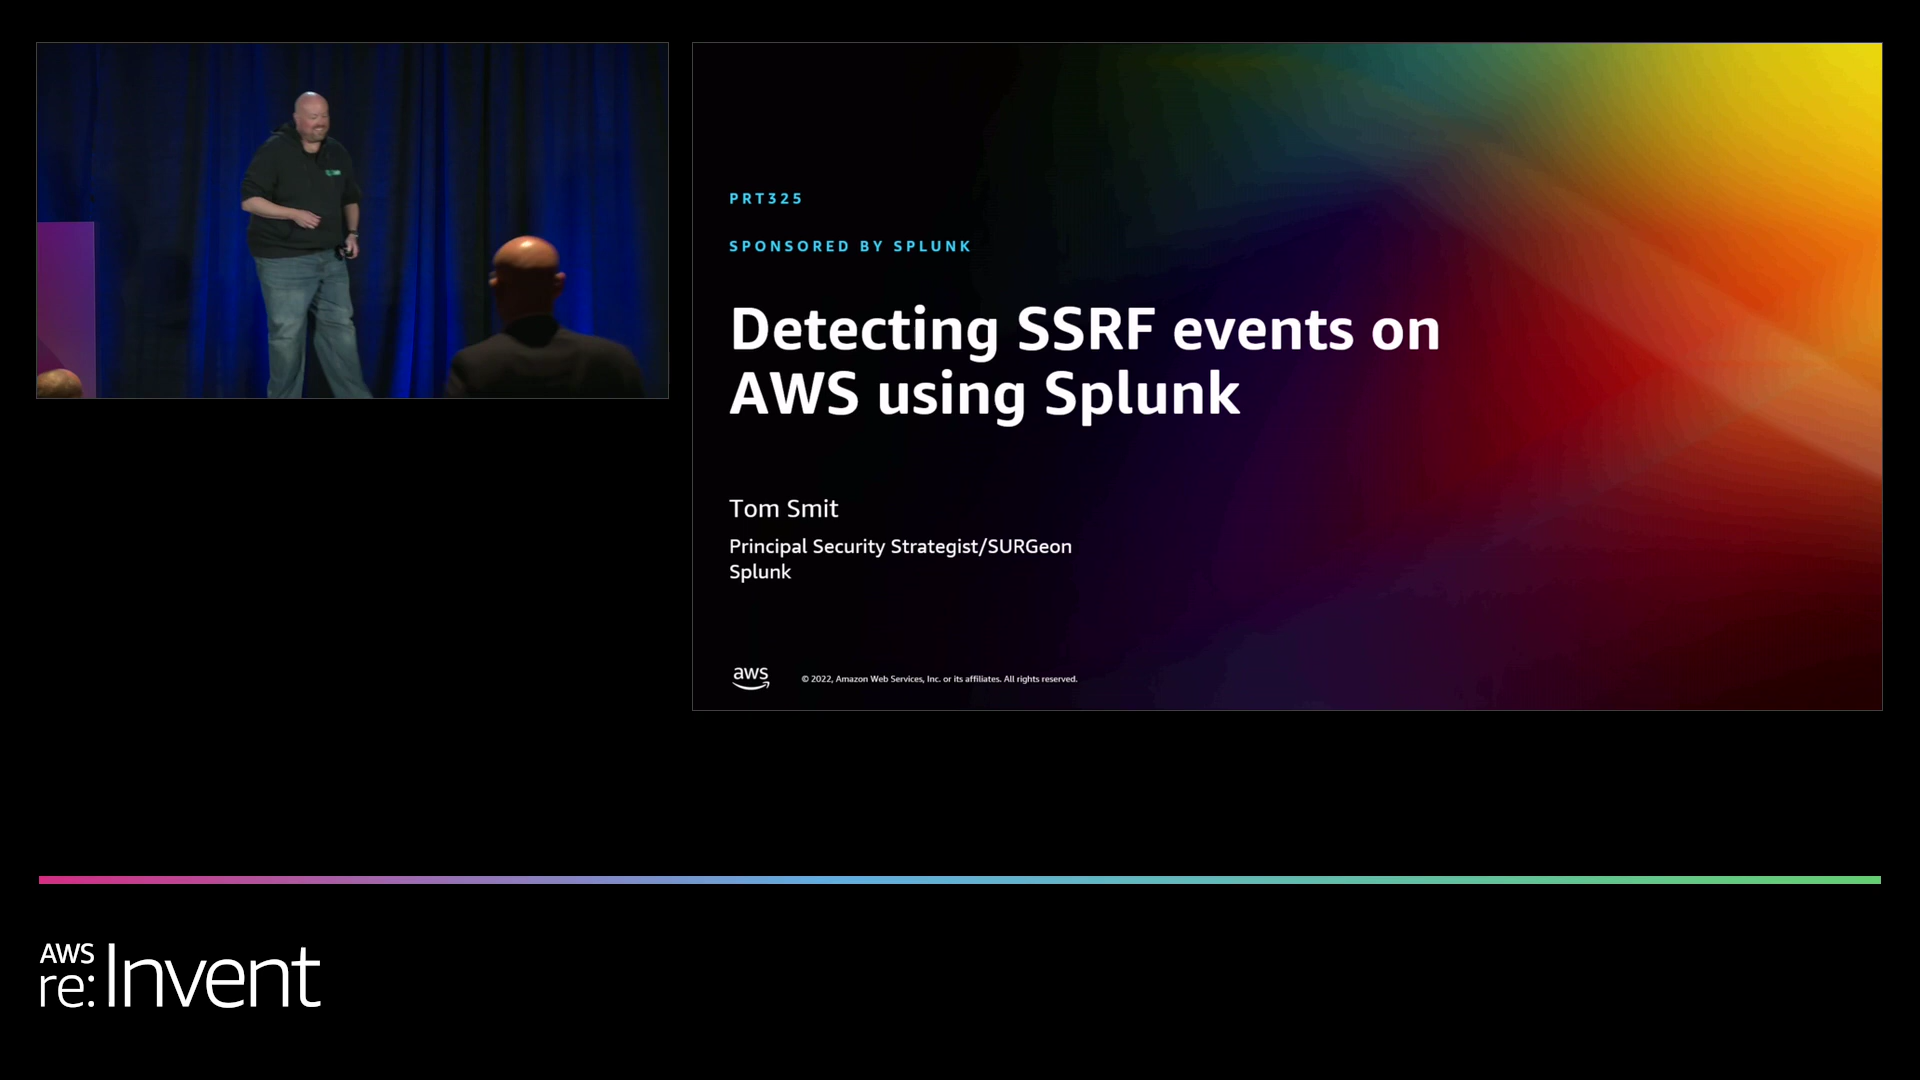 PRT325
SPONSORED BY SPLUNK
Detecting SSRF events on
AWS using Splunk
Tom Smit
Principal Security Strategist/SURGeon
Splunk
aws
© 2022, Amazon Web Services, Inc. or its affiliates. All rights reserved.
AWS
re:Invent